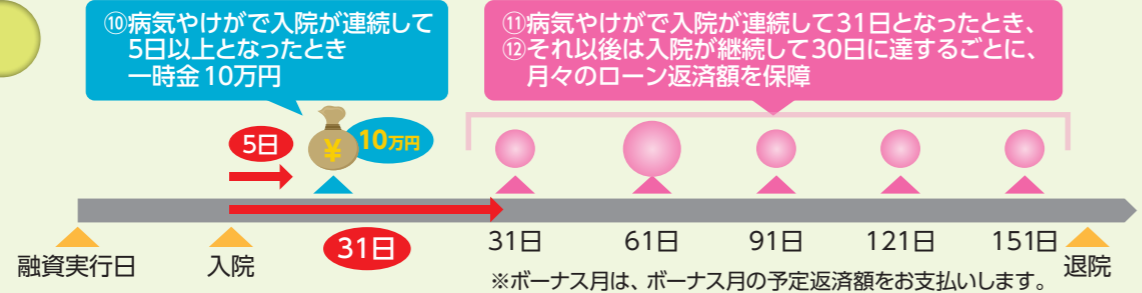 ⑩病気やけがで入院が連続して
5日以上となったとき
一時金10万円
⑪病気やけがで入院が連続して31日となったとき、
⑫それ以後は入院が継続して30日に達するごとに、
月々のローン返済額を保障
5日
¥
10万円
31日
31日
61日
91日
121日
151日
融資実行日
入院
退院
※ボーナス月は、ボーナス月の予定返済額をお支払いします。